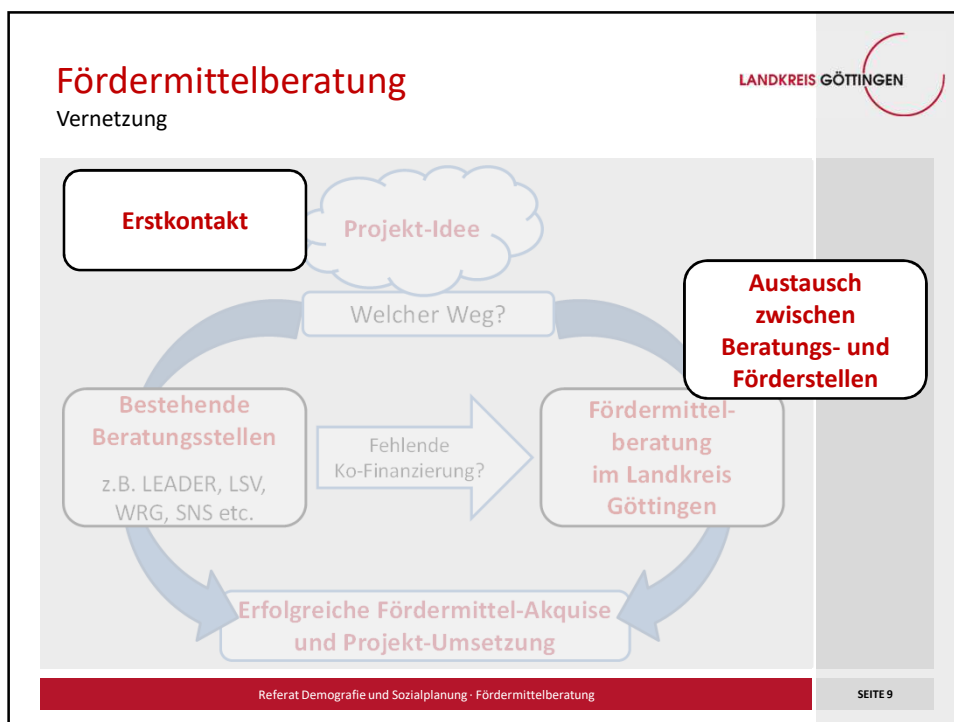 Fördermittelberatung
Vernetzung
LANDKREIS GÖTTINGEN
Erstkontakt
Projekt-Idee
Welcher Weg?
Austausch
zwischen
Beratungs- und
Förderstellen
Bestehende
Beratungsstellen
z.B. LEADER, LSV,
WRG, SNS etc.
Fehlende
Ko-Finanzierung?
Fördermittel-
beratung
im Landkreis
Göttingen
Erfolgreiche Fördermittel-Akquise
und Projekt-Umsetzung
Referat Demografie und Sozialplanung · Fördermittelberatung
SEITE 9